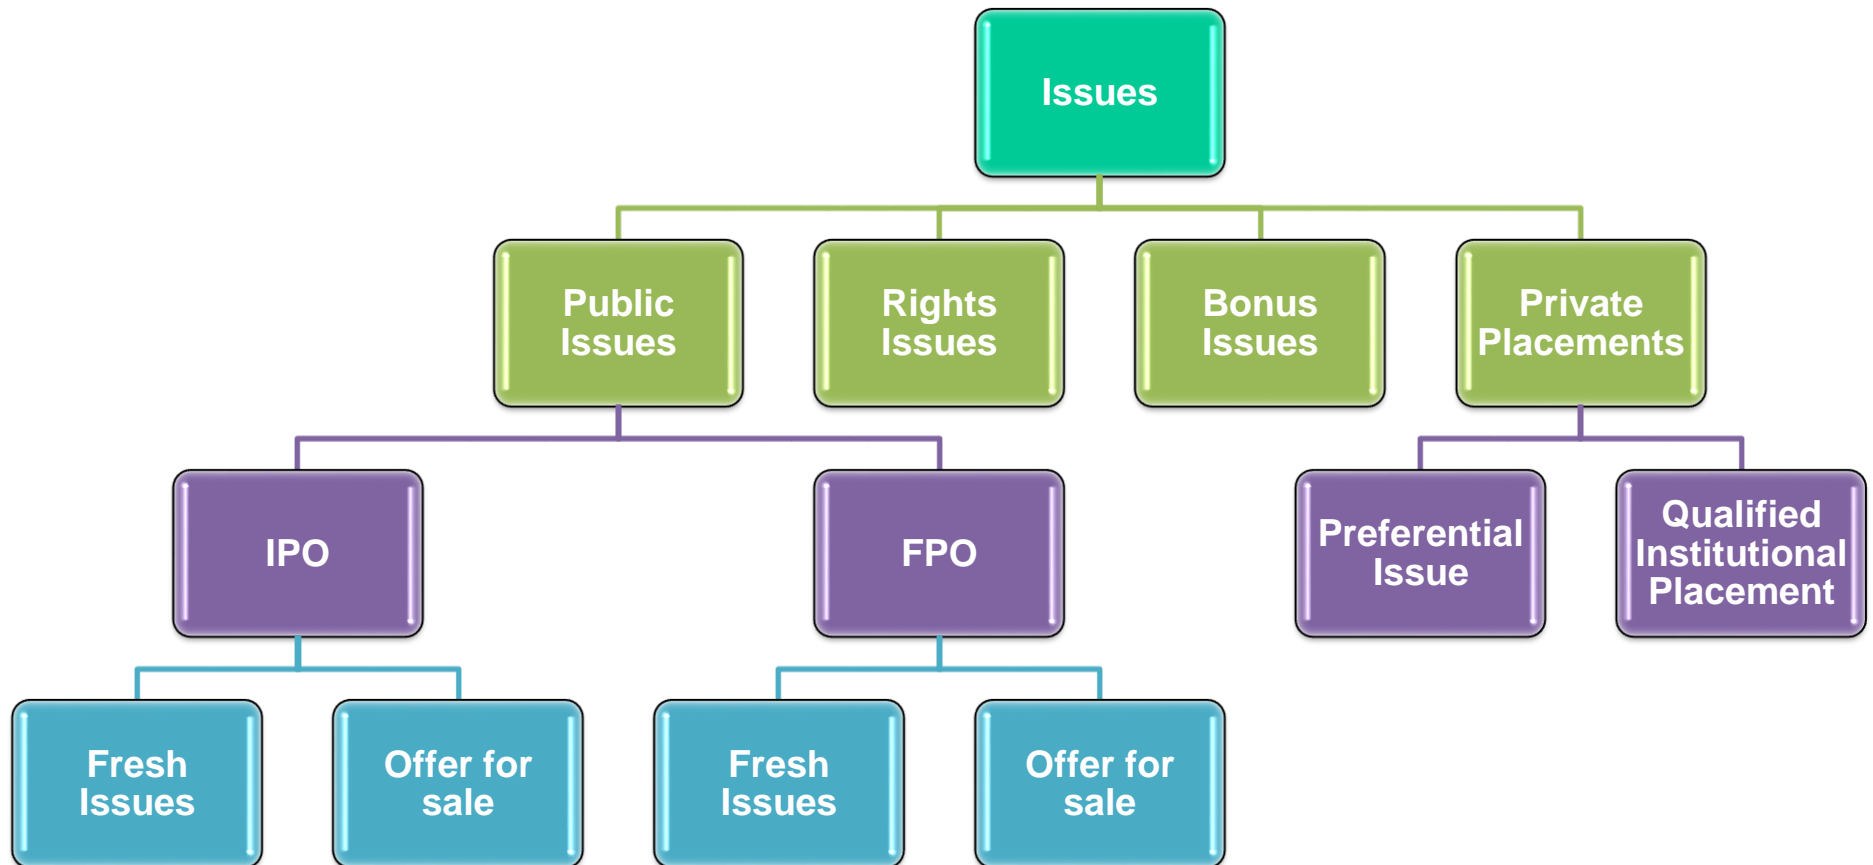 Issues
Public
Issues
Rights
Issues
Bonus
Issues
Private
Placements
IPO
FPO
Preferential
Issue
Qualified
Institutional
Placement
Fresh
Issues
Offer for
sale
Fresh
Issues
Offer for
sale